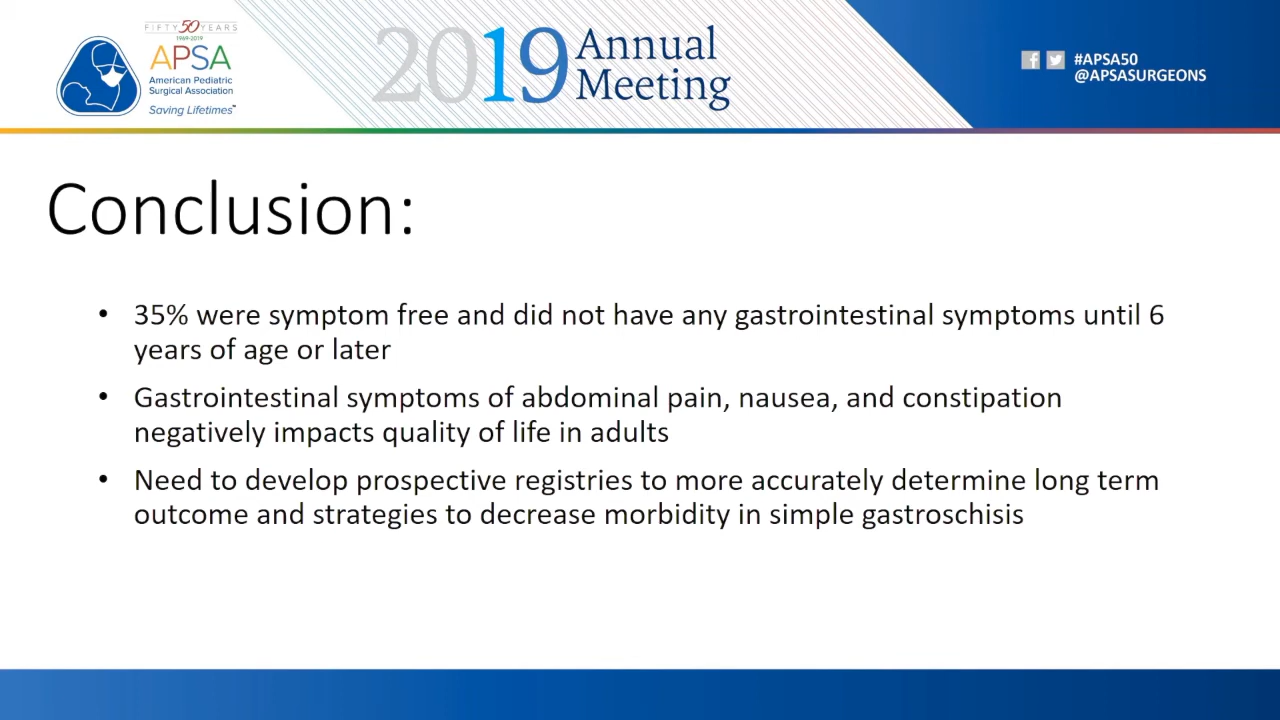 FIFTY 50 YEARS
1969-2019
APSA
American Pediatric
Surgical Association
Saving Lifetimes™
2019 Annual
Meeting
#APSA50
@APSASURGEONS
Conclusion:
• 35% were symptom free and did not have any gastrointestinal symptoms until 6
years of age or later
• Gastrointestinal symptoms of abdominal pain, nausea, and constipation
negatively impacts quality of life in adults
• Need to develop prospective registries to more accurately determine long term
outcome and strategies to decrease morbidity in simple gastroschisis